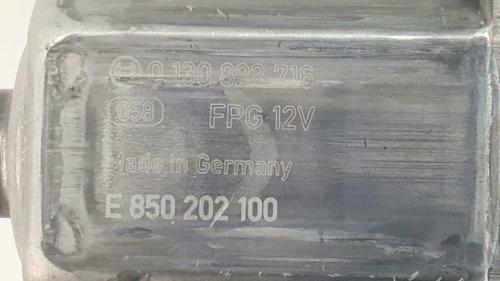 0 130 822 716
058 FPG 12V
Made in Germany
E 850 202 100